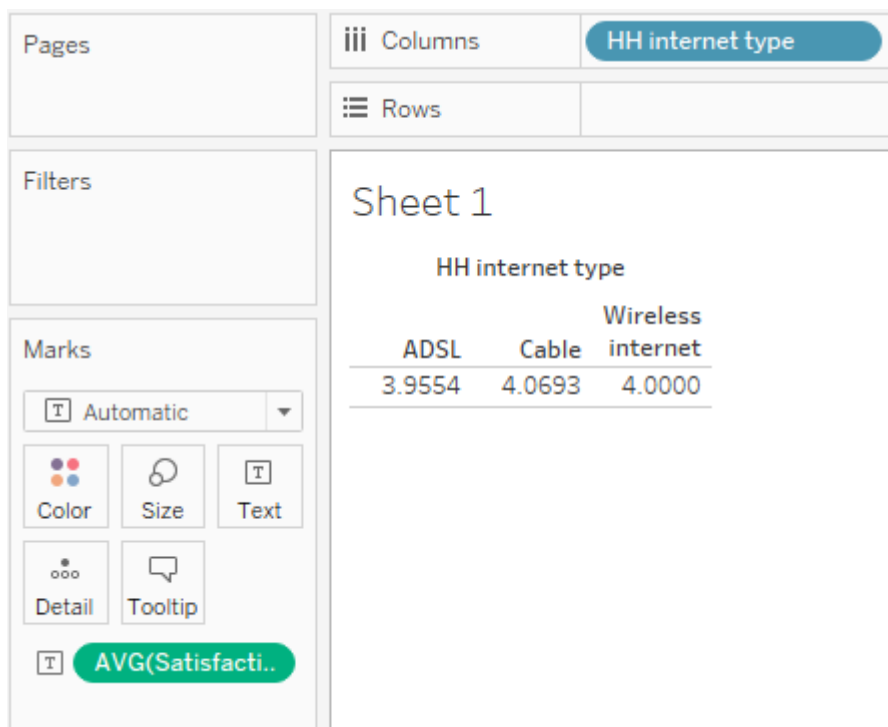 Pages
Columns
HH internet type
Rows
Filters
Sheet 1
HH internet type
ADSL Cable Wireless
internet
3.9554 4.0693 4.0000
Marks
T Automatic
Color Size T Text
Detail Tooltip
T AVG(Satisfacti..